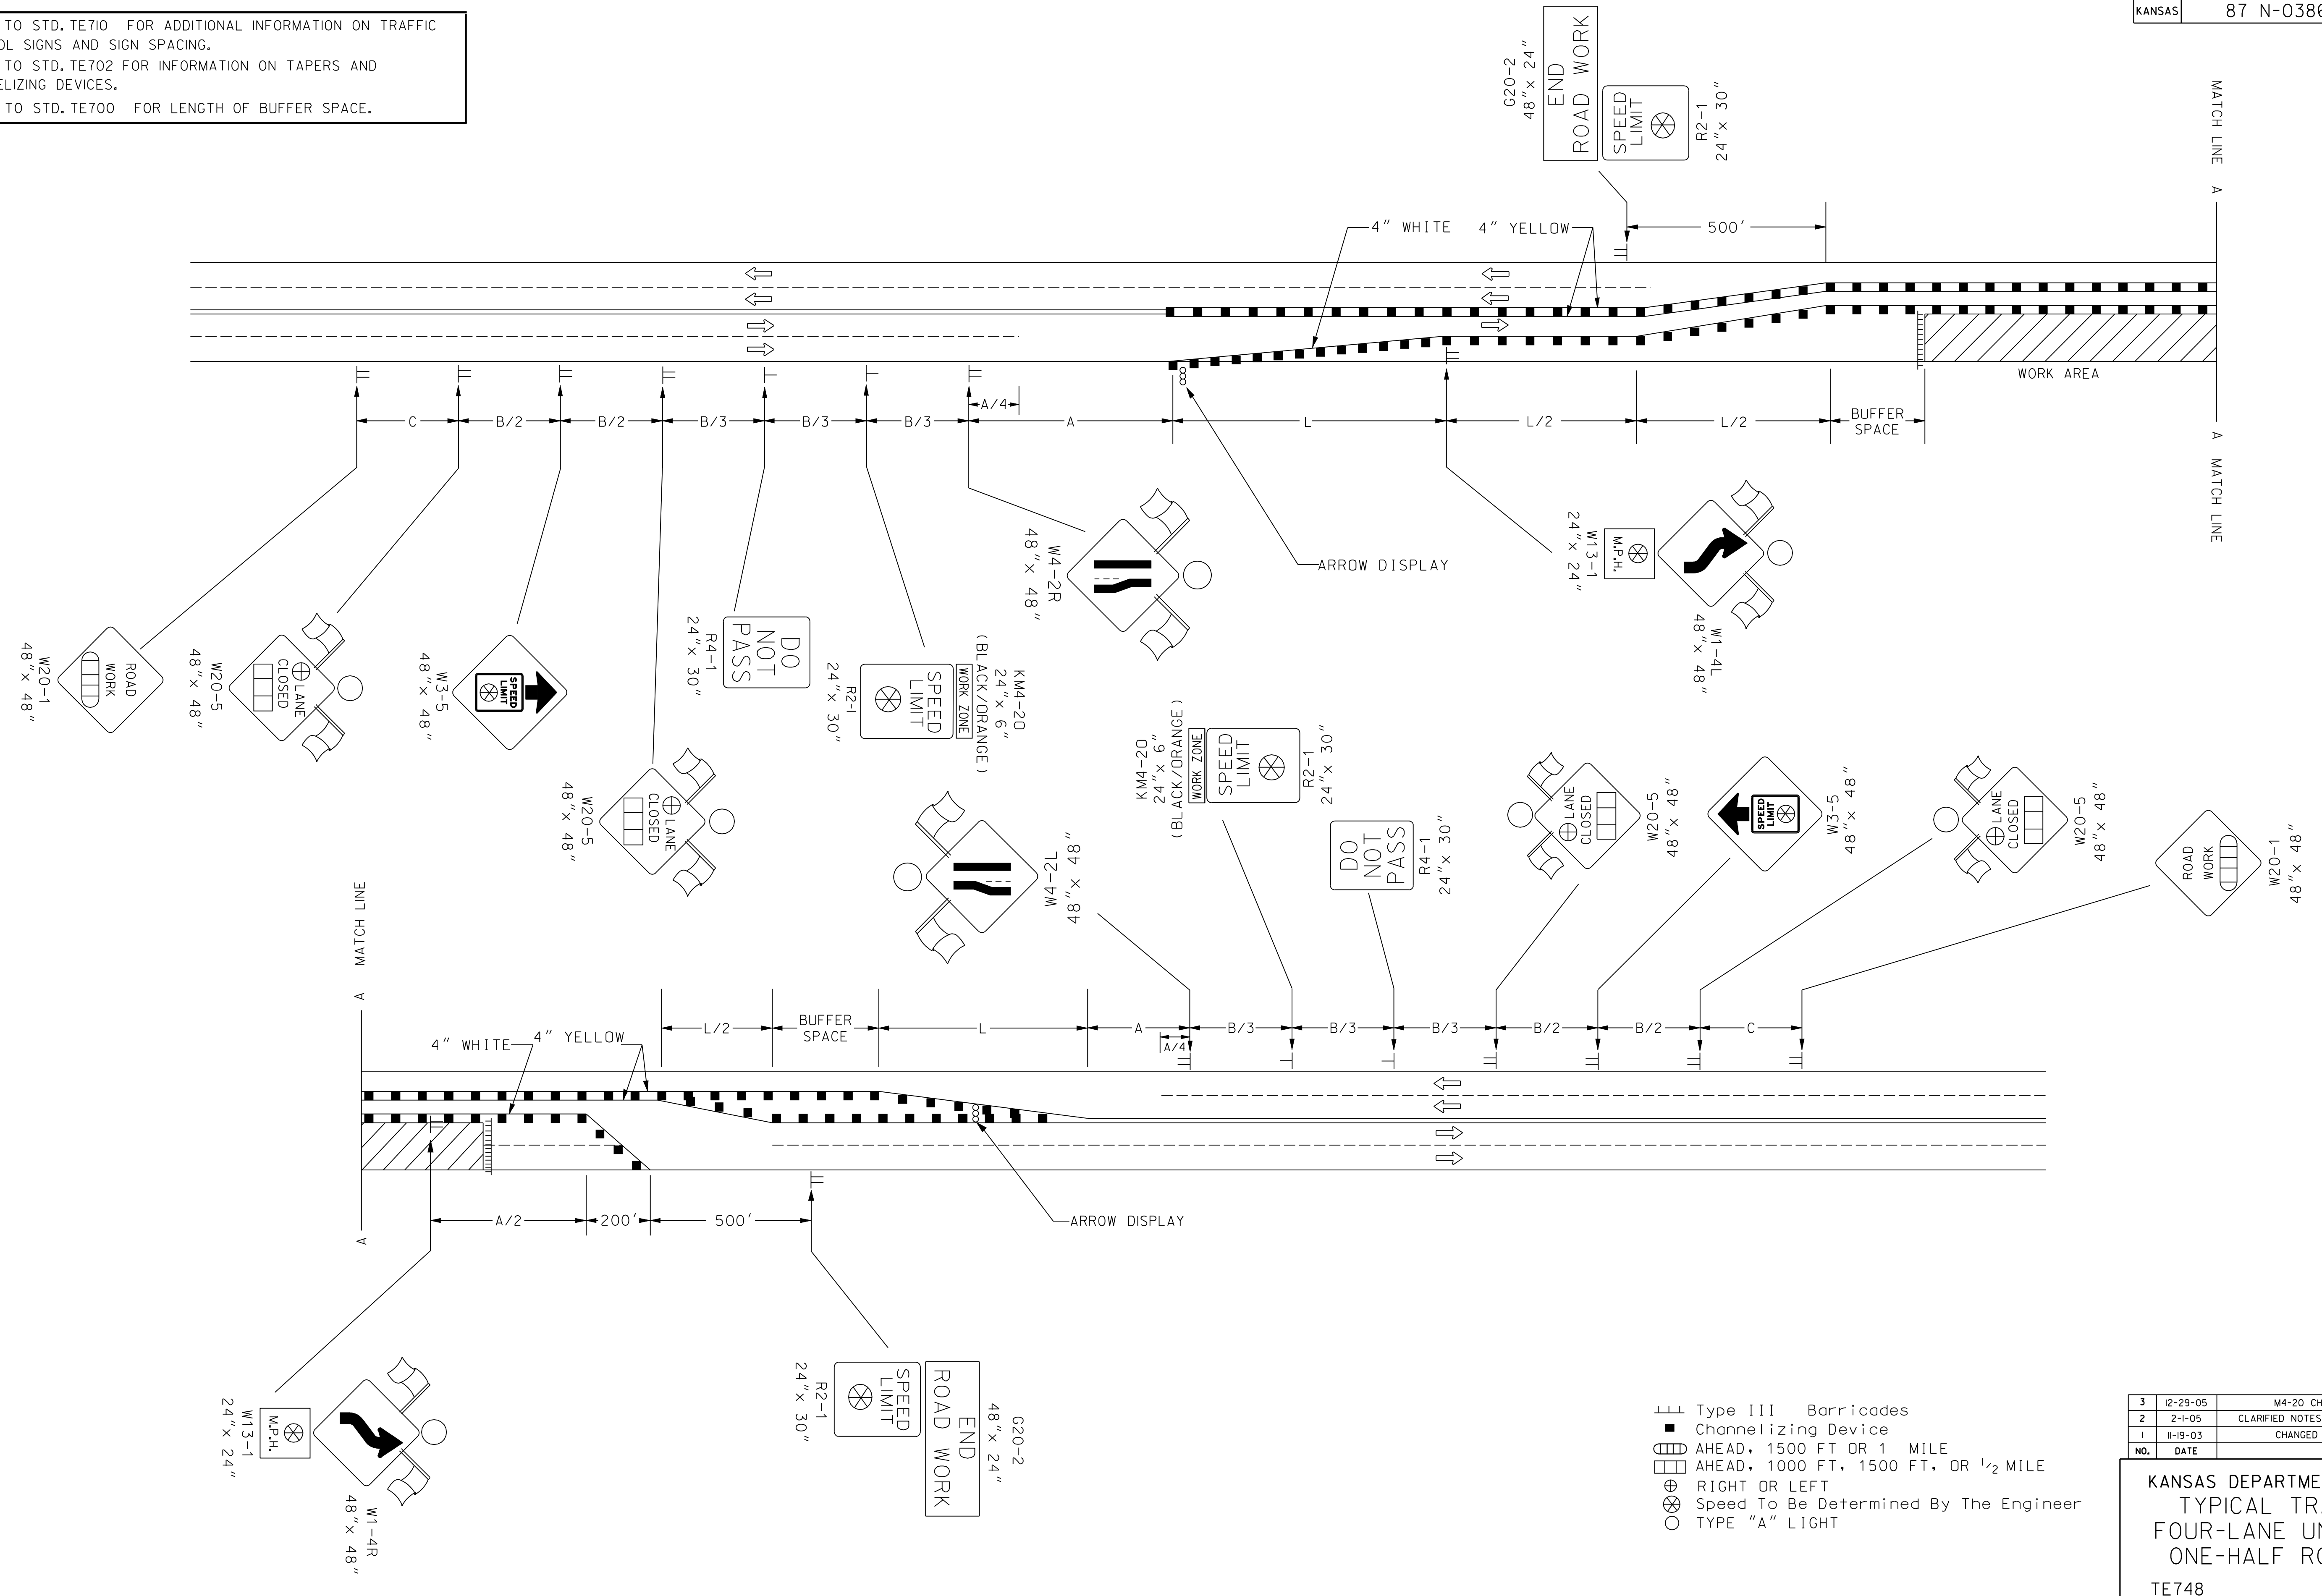 TO STD. TE710 FOR ADDITIONAL INFORMATION ON TRAFFIC
OL SIGNS AND SIGN SPACING.
TO STD. TE702 FOR INFORMATION ON TAPERS AND
ELIZING DEVICES.
TO STD. TE700 FOR LENGTH OF BUFFER SPACE.
KANSAS 87 N-038
G20-2
48" x 24"
END
ROAD WORK
SPEED
LIMIT
R2-1
24"x 30"
MATCH LINE A
4" WHITE 4" YELLOW
500'
WORK AREA
A/4
C
B/2
B/2
B/3
B/3
B/3
A
L
L/2
L/2
BUFFER
SPACE
A MATCH LINE
ARROW DISPLAY
ROAD
WORK
W20-1
48"x 48"
LANE
CLOSED
W20-5
48"x 48"
SPEED
LIMIT
W3-5
48"x 48"
LANE
CLOSED
W20-5
48"x 48"
DO
NOT
PASS
R4-1
24"x 30"
KM4-20
24"x 6"
(BLACK/ORANGE)
WORK ZONE
SPEED
LIMIT
R2-1
24"x 30"
W4-2R
48"x 48"
M.P.H.
W13-1
24"x 24"
W1-4L
48"x 48"
W4-2L
48"x 48"
KM4-20
24"x 6"
(BLACK/ORANGE)
WORK ZONE
SPEED
LIMIT
R2-1
24"x 30"
DO
NOT
PASS
R4-1
24"x 30"
LANE
CLOSED
W20-5
48"x 48"
SPEED
LIMIT
W3-5
48"x 48"
LANE
CLOSED
W20-5
48"x 48"
ROAD
WORK
W20-1
48"x 48"
A MATCH LINE
4" WHITE
4" YELLOW
L/2
BUFFER
SPACE
L
A
A/4
B/3
B/3
B/3
B/2
B/2
C
A
A/2
200'
500'
ARROW DISPLAY
M.P.H.
W13-1
24"x 24"
W1-4R
48"x 48"
SPEED
LIMIT
R2-1
24"x 30"
G20-2
48"x 24"
END
ROAD WORK
Type III Barricades
Channelizing Device
AHEAD, 1500 FT OR 1 MILE
AHEAD, 1000 FT, 1500 FT, OR 1/2 MILE
RIGHT OR LEFT
Speed To Be Determined By The Engineer
TYPE "A" LIGHT
3 12-29-05 M4-20 CH
2 2-1-05 CLARIFIED NOTES
1 11-19-03 CHANGED
NO. DATE
KANSAS DEPARTME
TYPICAL TR
FOUR-LANE UN
ONE-HALF RO
TE748